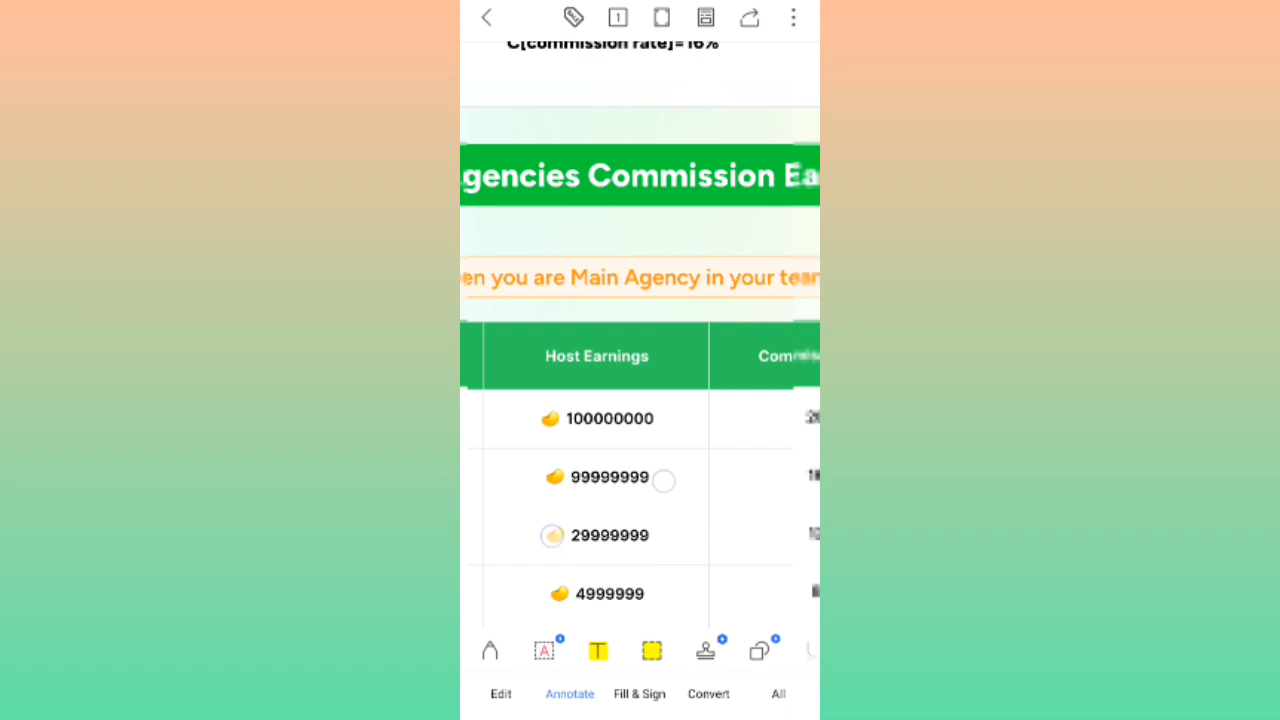 C[commission rate]=16%
gencies Commission Ea
en you are Main Agency in your tea
Host Earnings
Commis
100000000
99999999
29999999
4999999
Edit
Annotate
Fill & Sign
Convert
All